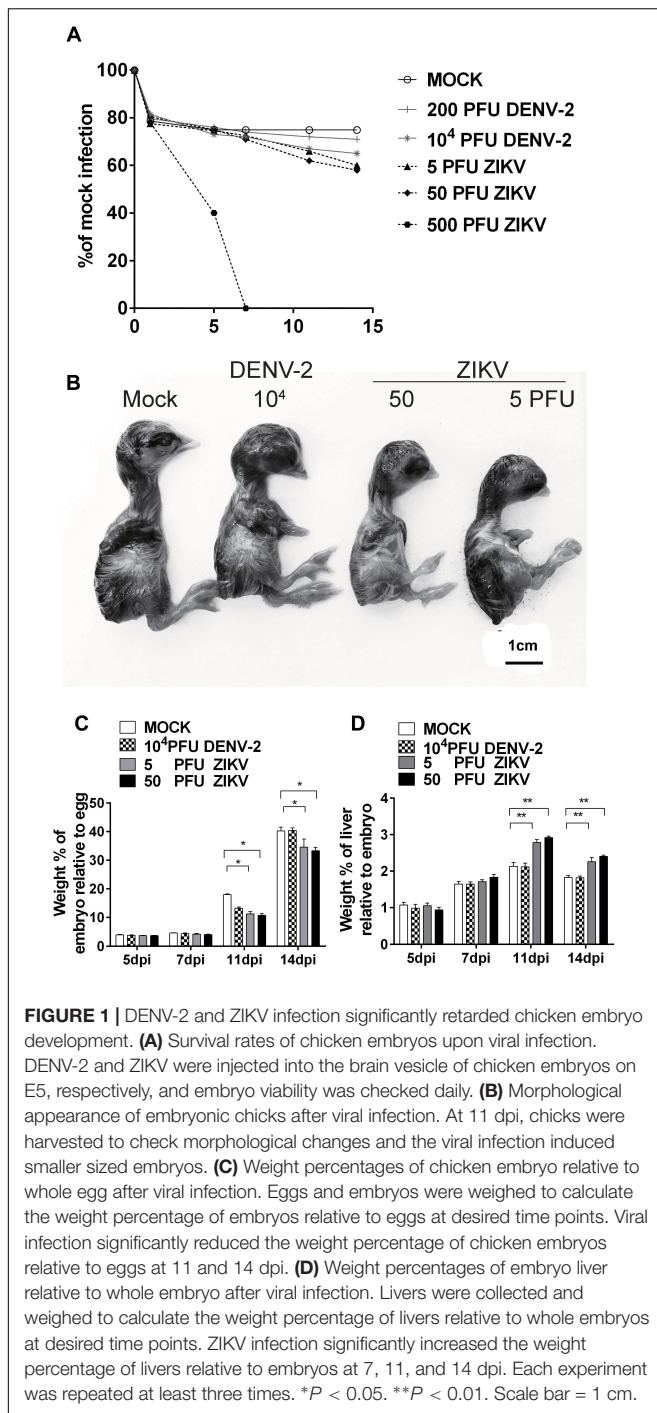 A
100
80
60
40
20
0
%of mock infection
0 5 10 15
MOCK
200 PFU DENV-2
10⁴ PFU DENV-2
5 PFU ZIKV
50 PFU ZIKV
500 PFU ZIKV
B
DENV-2 ZIKV
Mock 10⁴ 50 5 PFU
1cm
C
MOCK
10⁴PFU DENV-2
5 PFU ZIKV
50 PFU ZIKV
Weight % of
embryo relative to egg
50
40
30
20
10
0
* *
* *
5dpi 7dpi 11dpi 14dpi
D
MOCK
10⁴PFU DENV-2
5 PFU ZIKV
50 PFU ZIKV
Weight % of liver
relative to embryo
4
3
2
1
0
** **
** **
5dpi 7dpi 11dpi 14dpi
FIGURE 1 | DENV-2 and ZIKV infection significantly retarded chicken embryo
development. (A) Survival rates of chicken embryos upon viral infection.
DENV-2 and ZIKV were injected into the brain vesicle of chicken embryos on
E5, respectively, and embryo viability was checked daily. (B) Morphological
appearance of embryonic chicks after viral infection. At 11 dpi, chicks were
harvested to check morphological changes and the viral infection induced
smaller sized embryos. (C) Weight percentages of chicken embryo relative to
whole egg after viral infection. Eggs and embryos were weighed to calculate
the weight percentage of embryos relative to eggs at desired time points. Viral
infection significantly reduced the weight percentage of chicken embryos
relative to eggs at 11 and 14 dpi. (D) Weight percentages of embryo liver
relative to whole embryo after viral infection. Livers were collected and
weighed to calculate the weight percentage of livers relative to whole embryos
at desired time points. ZIKV infection significantly increased the weight
percentage of livers relative to embryos at 7, 11, and 14 dpi. Each experiment
was repeated at least three times. *P < 0.05. **P < 0.01. Scale bar = 1 cm.